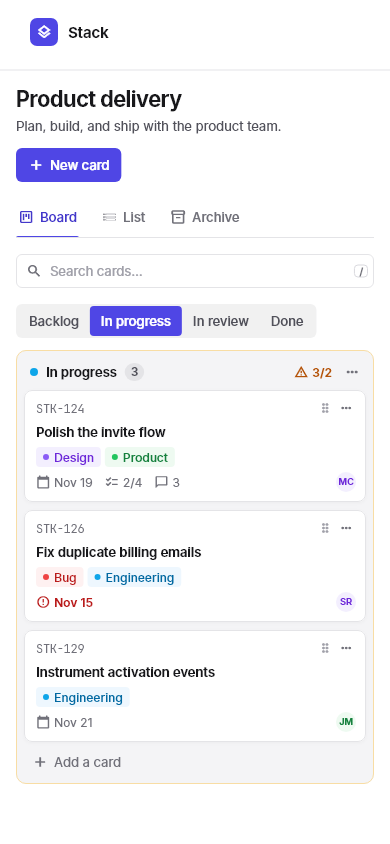 Stack
Product delivery
Plan, build, and ship with the product team.
New card
Board List Archive
Search cards... /
Backlog In progress In review Done
In progress 3 3/2
STK-124
Polish the invite flow
Design Product
Nov 19 2/4 3 MC
STK-126
Fix duplicate billing emails
Bug Engineering
Nov 15 SR
STK-129
Instrument activation events
Engineering
Nov 21 JM
Add a card